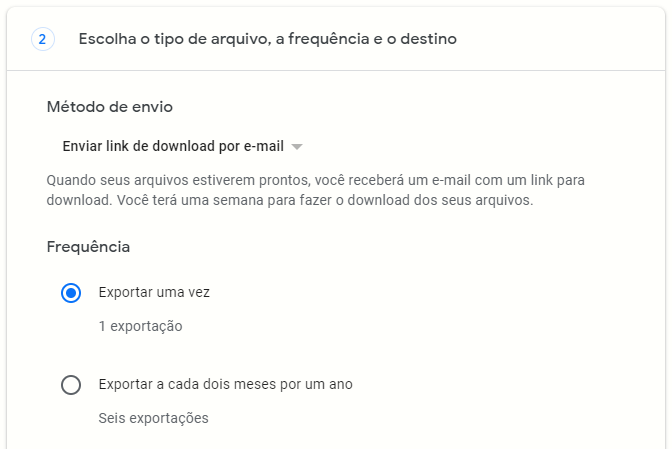 2 Escolha o tipo de arquivo, a frequência e o destino
Método de envio
Enviar link de download por e-mail
Quando seus arquivos estiverem prontos, você receberá um e-mail com um link para
download. Você terá uma semana para fazer o download dos seus arquivos.
Frequência
Exportar uma vez
1 exportação
Exportar a cada dois meses por um ano
Seis exportações